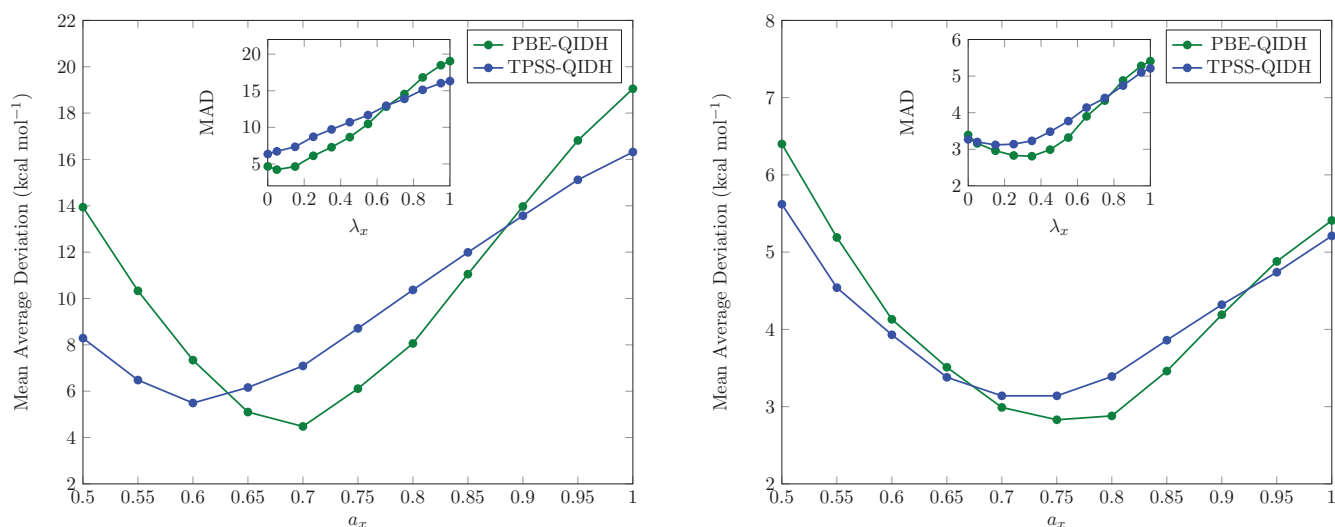 22
20
18
16
14
12
10
8
6
4
2
Mean Average Deviation (kcal mol⁻¹)
0.5 0.55 0.6 0.65 0.7 0.75 0.8 0.85 0.9 0.95 1
aₓ
PBE-QIDH
TPSS-QIDH
20
15
10
5
MAD
0 0.2 0.4 0.6 0.8 1
λₓ
8
7
6
5
4
3
2
Mean Average Deviation (kcal mol⁻¹)
0.5 0.55 0.6 0.65 0.7 0.75 0.8 0.85 0.9 0.95 1
aₓ
PBE-QIDH
TPSS-QIDH
6
5
4
3
2
MAD
0 0.2 0.4 0.6 0.8 1
λₓ